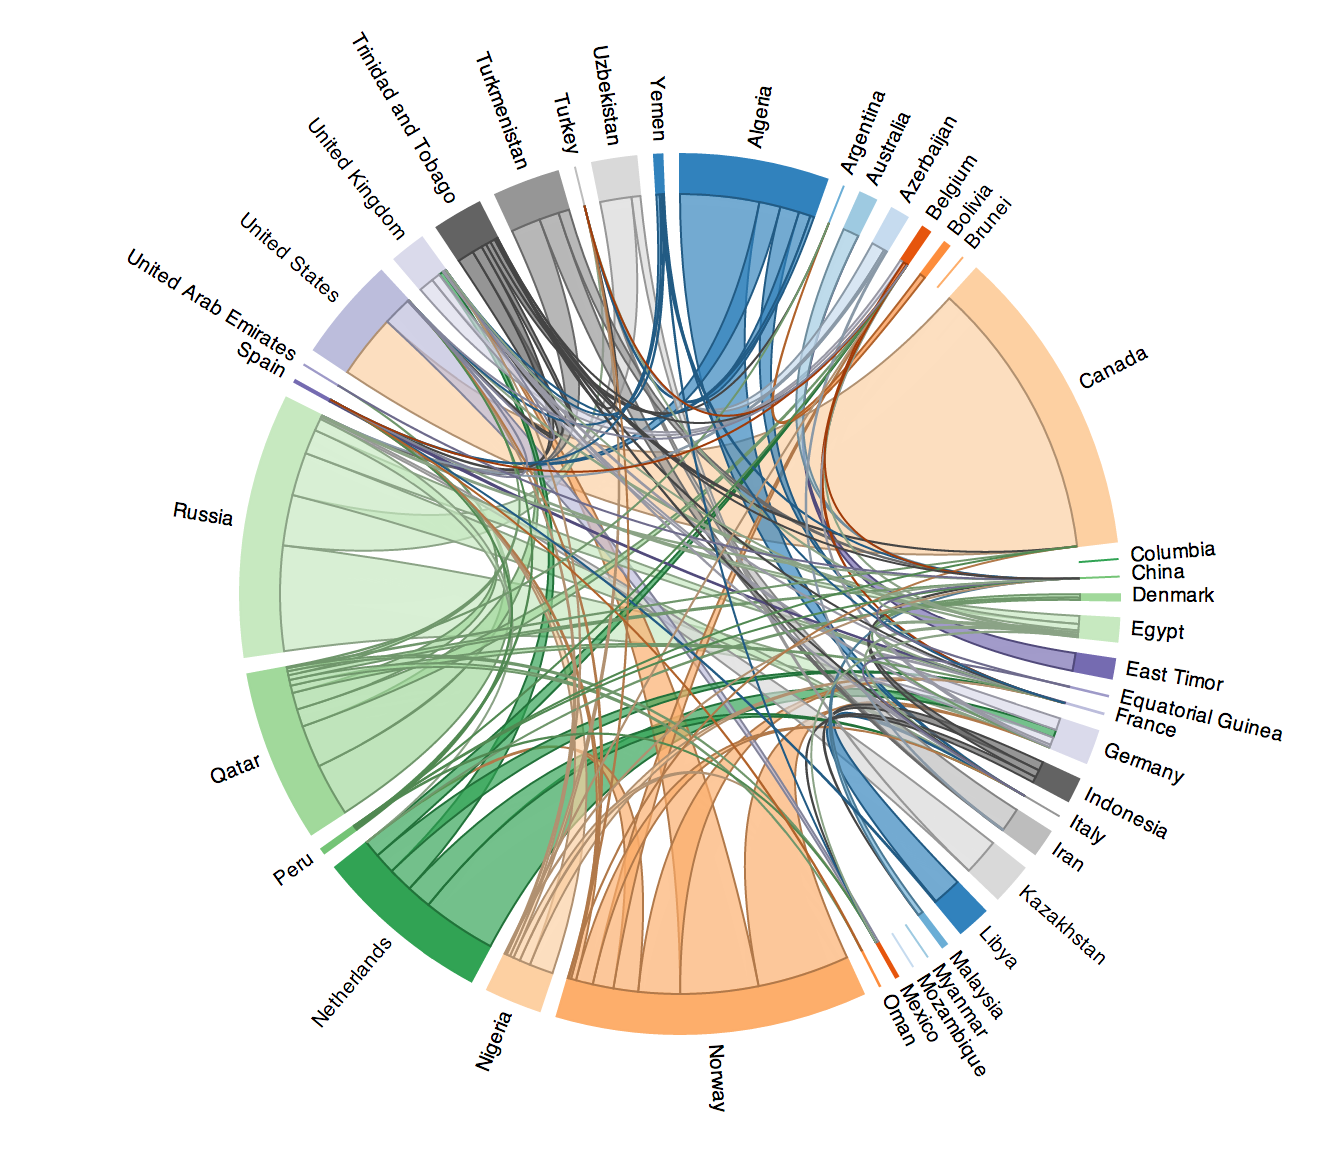 Algeria
Argentina
Australia
Azerbaijan
Belgium
Bolivia
Brunei
Canada
Columbia
China
Denmark
Egypt
East Timor
Equatorial Guinea
France
Germany
Indonesia
Italy
Iran
Kazakhstan
Libya
Malaysia
Myanmar
Mozambique
Mexico
Oman
Norway
Nigeria
Netherlands
Peru
Qatar
Russia
Spain
United Arab Emirates
United States
United Kingdom
Trinidad and Tobago
Turkmenistan
Turkey
Uzbekistan
Yemen